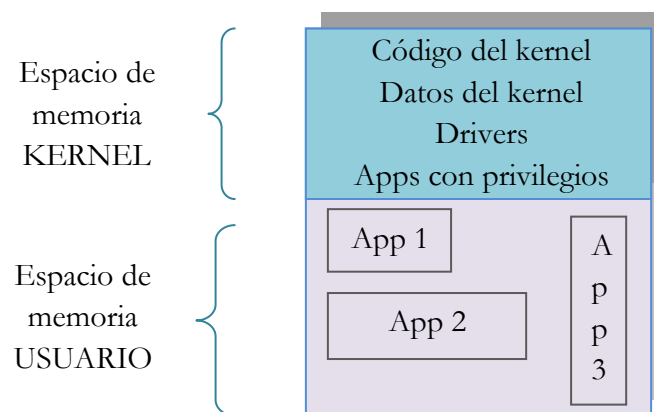 Espacio de
memoria
KERNEL
Código del kernel
Datos del kernel
Drivers
Apps con privilegios
Espacio de
memoria
USUARIO
App 1
App 2
A
p
p
3